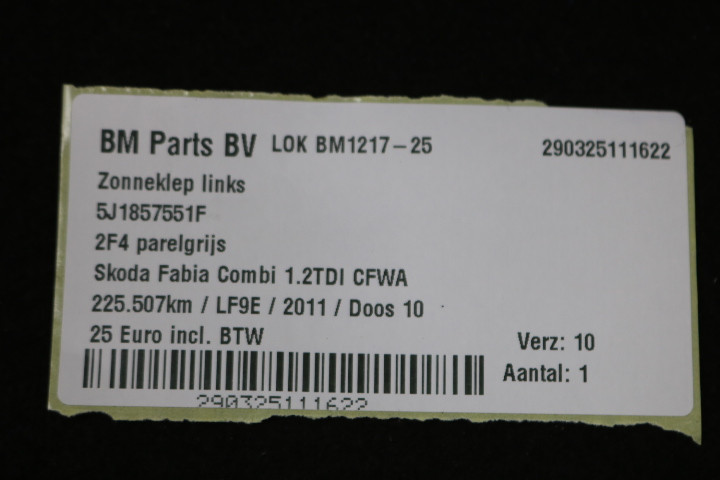 BM Parts BV LOK BM1217-25 290325111622
Zonneklep links
5J1857551F
2F4 parelgrijs
Skoda Fabia Combi 1.2TDI CFWA
225.507km / LF9E / 2011 / Doos 10
25 Euro incl. BTW Verz: 10
Aantal: 1
290325111622